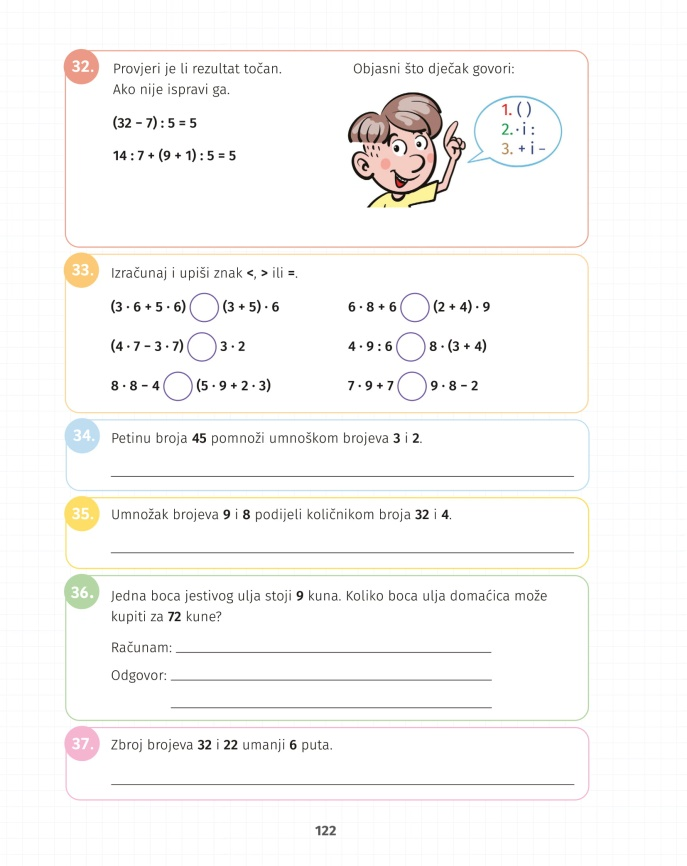 32.
Provjeri je li rezultat točan.
Ako nije ispravi ga.
(32 – 7) : 5 = 5
14 : 7 + (9 + 1) : 5 = 5
Objasni što dječak govori:
1. ( )
2. · i :
3. + i –
33.
Izračunaj i upiši znak <, > ili =.
(3 · 6 + 5 · 6) (3 + 5) · 6
6 · 8 + 6 (2 + 4) · 9
(4 · 7 – 3 · 7) 3 · 2
4 · 9 : 6 8 · (3 + 4)
8 · 8 – 4 (5 · 9 + 2 · 3)
7 · 9 + 7 9 · 8 – 2
34.
Petinu broja 45 pomnoži umnoškom brojeva 3 i 2.
35.
Umnožak brojeva 9 i 8 podijeli količnikom broja 32 i 4.
36.
Jedna boca jestivog ulja stoji 9 kuna. Koliko boca ulja domaćica može
kupiti za 72 kune?
Računam:
Odgovor:
37.
Zbroj brojeva 32 i 22 umanji 6 puta.
122